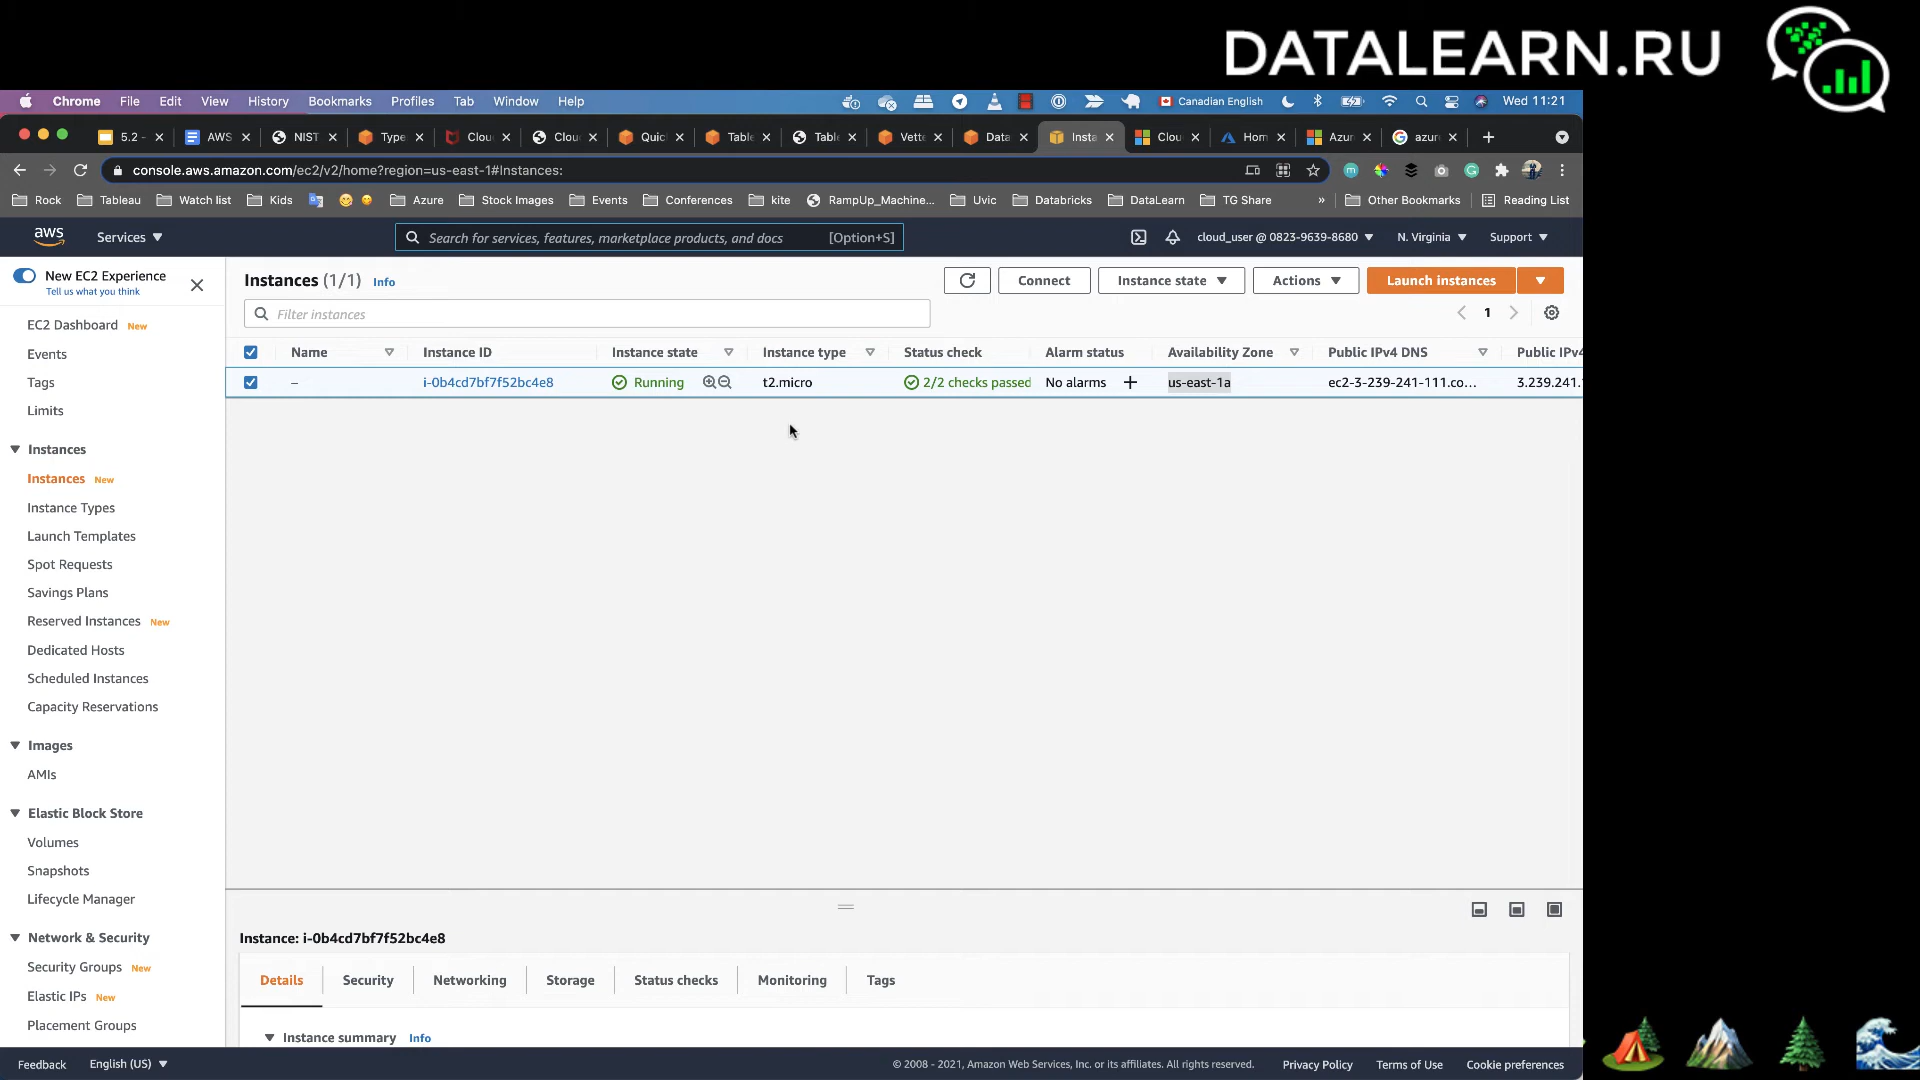 DATALEARN.RU
Chrome File Edit View History Bookmarks Profiles Tab Window Help Canadian English Wed 11:21
5.2 - AWS NIST Type Clou Clou Quic Table Table Vette Data Insta Clou Hom Azur azur
console.aws.amazon.com/ec2/v2/home?region=us-east-1#Instances:
Rock Tableau Watch list Kids Azure Stock Images Events Conferences kite RampUp_Machine... Uvic Databricks DataLearn TG Share » Other Bookmarks Reading List
aws Services Search for services, features, marketplace products, and docs [Option+S] cloud_user @ 0823-9639-8680 N. Virginia Support
New EC2 Experience
Tell us what you think
EC2 Dashboard New
Events
Tags
Limits
Instances
Instances New
Instance Types
Launch Templates
Spot Requests
Savings Plans
Reserved Instances New
Dedicated Hosts
Scheduled Instances
Capacity Reservations
Images
AMIs
Elastic Block Store
Volumes
Snapshots
Lifecycle Manager
Network & Security
Security Groups New
Elastic IPs New
Placement Groups
Instances (1/1) Info Connect Instance state Actions Launch instances
Filter instances 1
Name Instance ID Instance state Instance type Status check Alarm status Availability Zone Public IPv4 DNS Public IPv4
– i-0b4cd7bf7f52bc4e8 Running t2.micro 2/2 checks passed No alarms + us-east-1a ec2-3-239-241-111.co... 3.239.241.
Instance: i-0b4cd7bf7f52bc4e8
Details Security Networking Storage Status checks Monitoring Tags
Instance summary Info
Feedback English (US) © 2008 - 2021, Amazon Web Services, Inc. or its affiliates. All rights reserved. Privacy Policy Terms of Use Cookie preferences